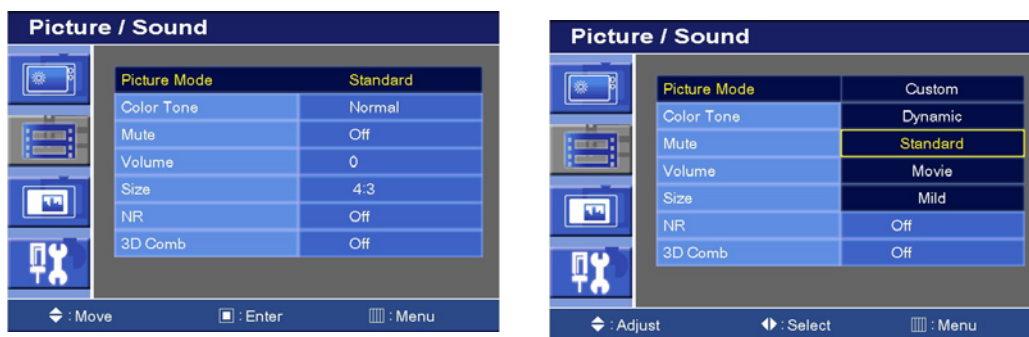 Picture / Sound
Picture Mode Standard
Color Tone Normal
Mute Off
Volume 0
Size 4:3
NR Off
3D Comb Off
: Move : Enter : Menu
Picture / Sound
Picture Mode Custom
Color Tone Dynamic
Mute Standard
Volume Movie
Size Mild
NR Off
3D Comb Off
: Adjust : Select : Menu